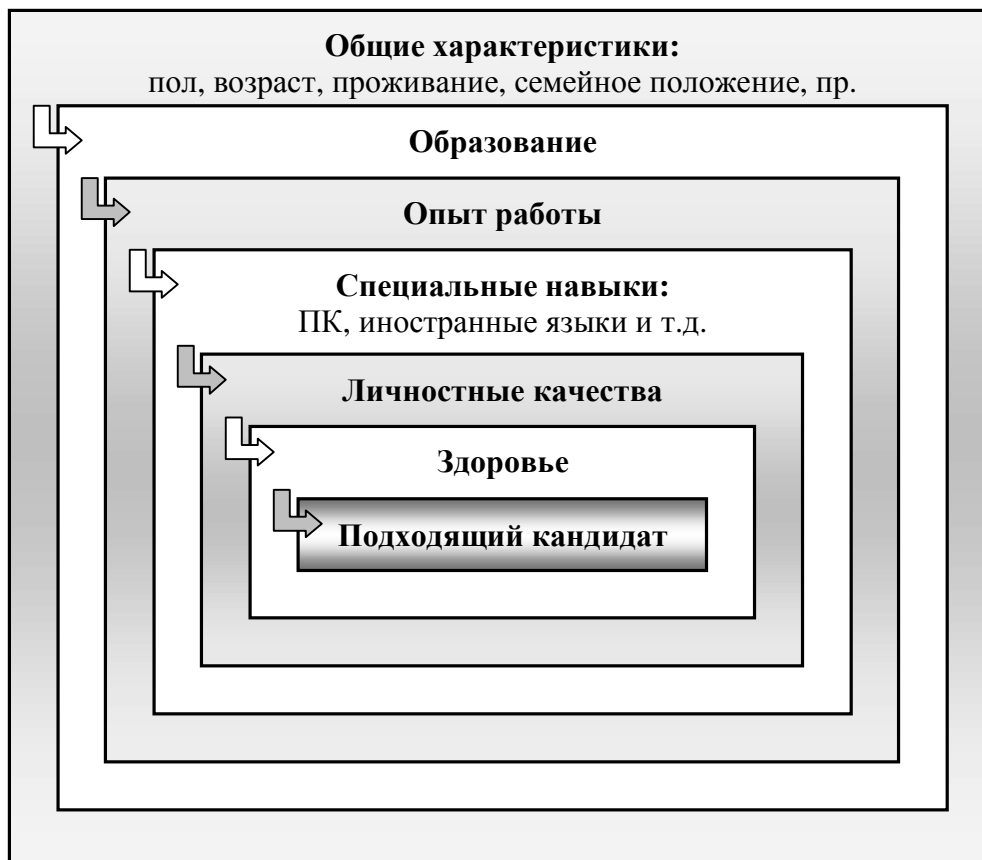 Общие характеристики:
пол, возраст, проживание, семейное положение, пр.
Образование
Опыт работы
Специальные навыки:
ПК, иностранные языки и т.д.
Личностные качества
Здоровье
Подходящий кандидат